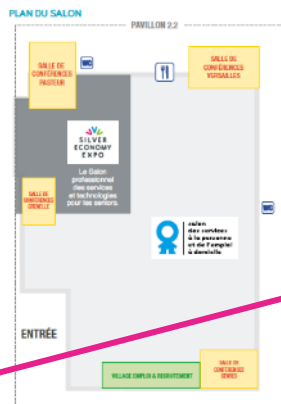 PLAN DU SALON
PAVILLON 2.2
SALLE DE
CONFÉRENCES
PASTEUR
WC
SALLE DE
CONFÉRENCES
VERSAILLES
SILVER
ECONOMY
EXPO
Le Salon
professionnel
des services
et technologies
pour les seniors.
SALLE DE
CONFÉRENCES
GRENELLE
WC
salon
des services
à la personne
et de l'emploi
à domicile
ENTRÉE
VILLAGE EMPLOI & RECRUTEMENT
SALLE DE
CONFÉRENCES
SÈVRES